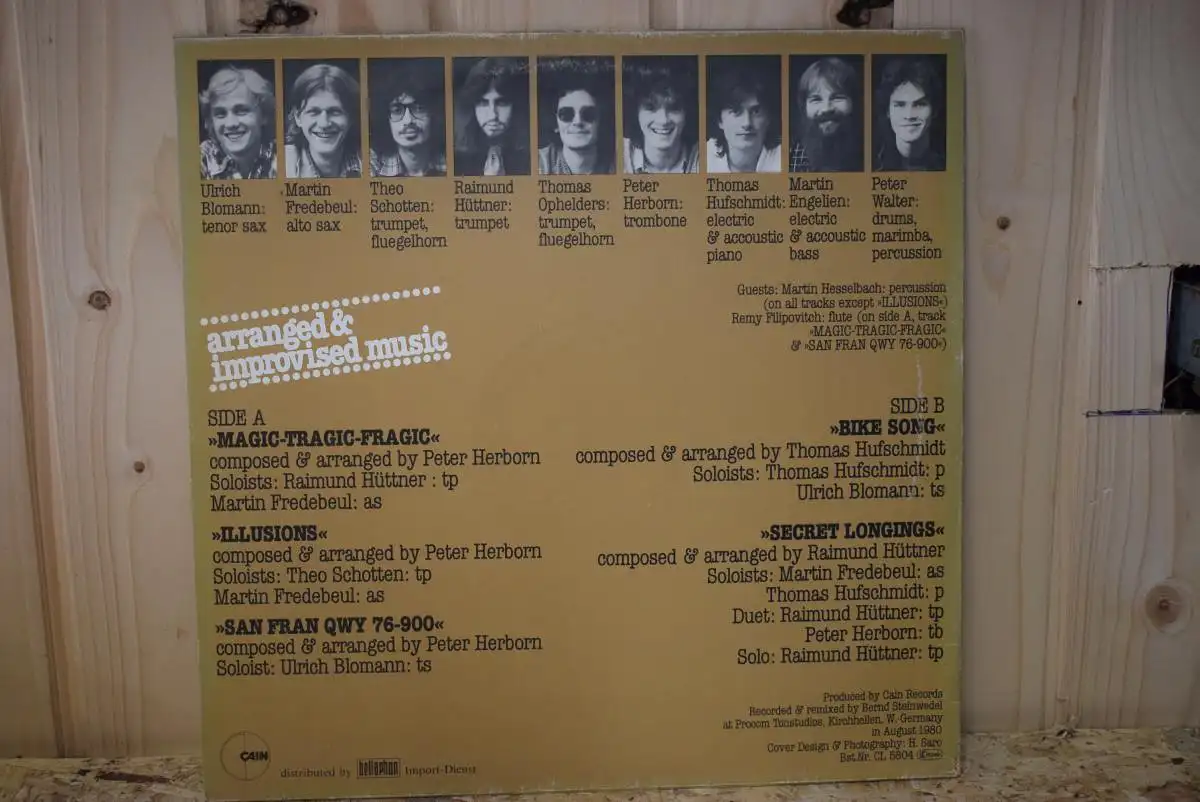 Ulrich
Blomann:
tenor sax
Martin
Fredebeul:
alto sax
Theo
Schotten:
trumpet,
fluegelhorn
Raimund
Hüttner:
trumpet
Thomas
Ophelders:
trumpet,
fluegelhorn
Peter
Herborn:
trombone
Thomas
Hufschmidt:
electric
& accoustic
piano
Martin
Engelien:
electric
& accoustic
bass
Peter
Walter:
drums,
marimba,
percussion
Guests: Martin Hesselbach: percussion
(on all tracks except »ILLUSIONS«)
Remy Filipovitch: flute (on side A, track
»MAGIC-TRAGIC-FRAGIC«
& »SAN FRAN QWY 76-900«)
arranged &
improvised music
SIDE A
»MAGIC-TRAGIC-FRAGIC«
composed & arranged by Peter Herborn
Soloists: Raimund Hüttner : tp
Martin Fredebeul: as
»ILLUSIONS«
composed & arranged by Peter Herborn
Soloists: Theo Schotten: tp
Martin Fredebeul: as
»SAN FRAN QWY 76-900«
composed & arranged by Peter Herborn
Soloist: Ulrich Blomann: ts
SIDE B
»BIKE SONG«
composed & arranged by Thomas Hufschmidt
Soloists: Thomas Hufschmidt: p
Ulrich Blomann: ts
»SECRET LONGINGS«
composed & arranged by Raimund Hüttner
Soloists: Martin Fredebeul: as
Thomas Hufschmidt: p
Duet: Raimund Hüttner: tp
Peter Herborn: tb
Solo: Raimund Hüttner: tp
Produced by Cain Records
Recorded & remixed by Bernd Steinwedel
at Procom Tonstudios, Kirchhellen, W.-Germany
in August 1980
Cover Design & Photography: H. Saro
Bst.Nr. CL 5804
CAIN
distributed by bellaphon Import-Dienst